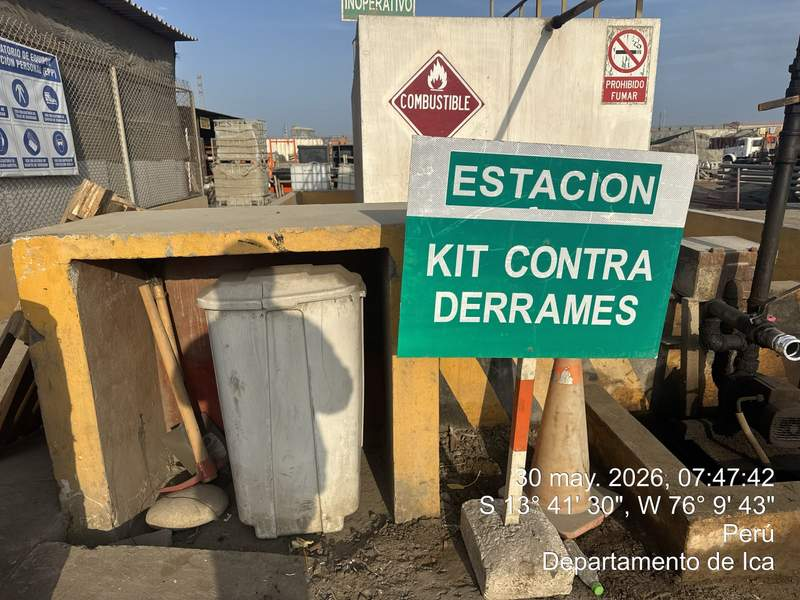 INOPERATIVO
COMBUSTIBLE
PROHIBIDO
FUMAR
ESTACION
KIT CONTRA
DERRAMES
30 may. 2026, 07:47:42
S 13° 41' 30", W 76° 9' 43"
Perú
Departamento de Ica